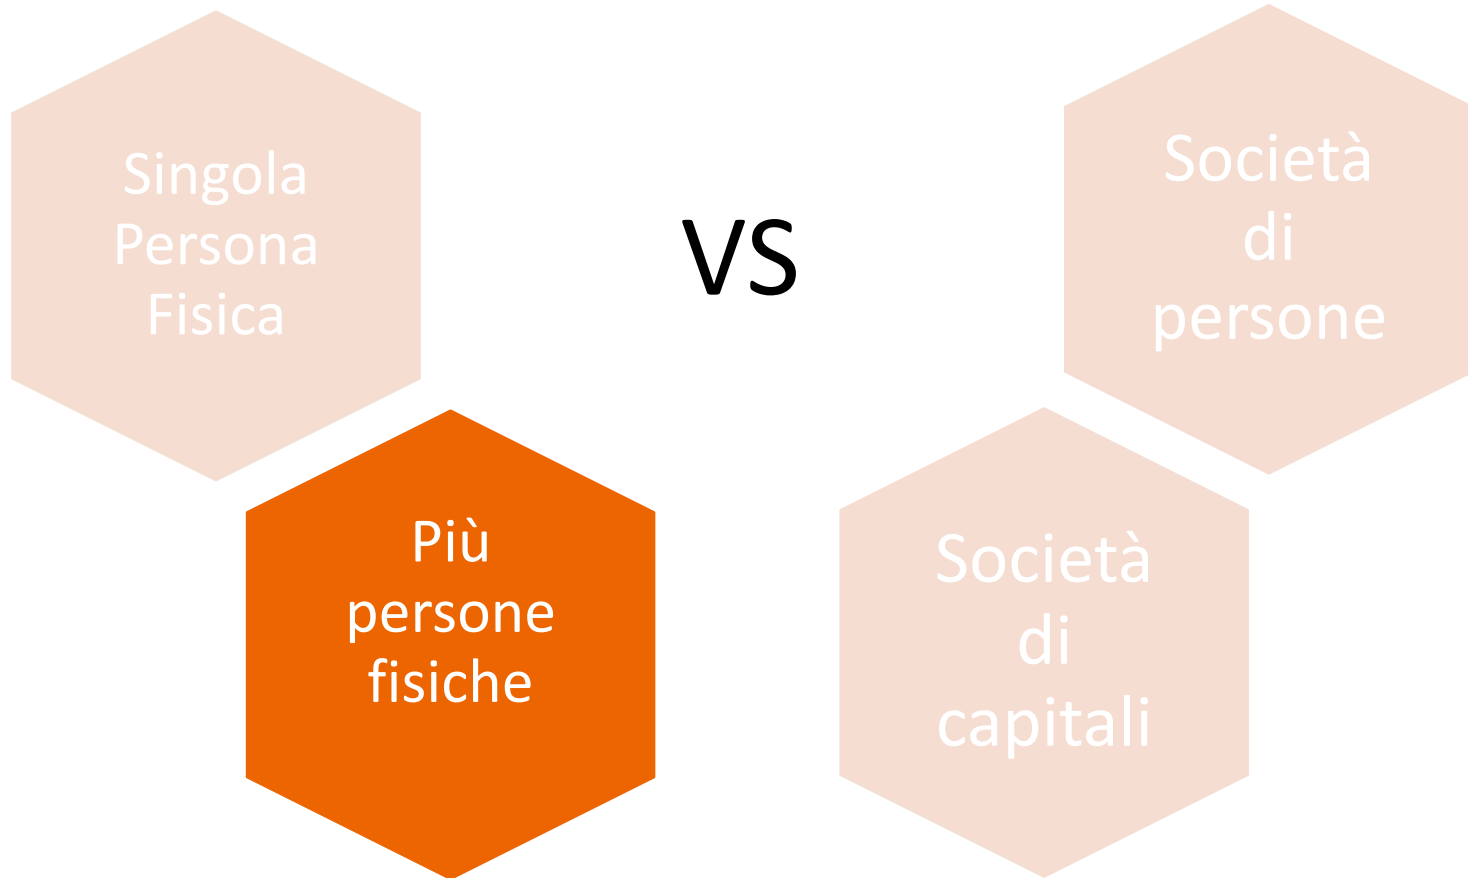 Singola
Persona
Fisica
VS
Società
di
persone
Più
persone
fisiche
Società
di
capitali